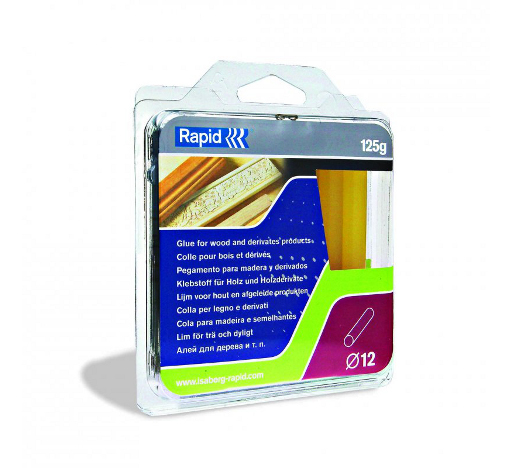 Rapid
125g
Glue for wood and derivates products
Colle pour bois et dérivés
Pegamento para madera y derivados
Klebstoff für Holz und Holzderivate
Lijm voor hout en afgeleide produkten
Colla per legno e derivati
Cola para madeira e semelhantes
Lim för trä och dyligt
Алей для дерева и т. п.
Ø12
www.isaberg-rapid.com